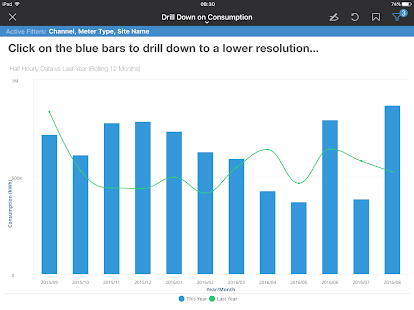 iPad 08:30 74%
Drill Down on Consumption
3
Active Filters: Channel, Meter Type, Site Name
Click on the blue bars to drill down to a lower resolution...
Half Hourly Data vs Last Year (Rolling 12 Months)
1M
500K
0
Consumption (kWh)
2015/09 2015/10 2015/11 2015/12 2016/01 2016/02 2016/03 2016/04 2016/05 2016/06 2016/07 2016/08
Year/Month
This Year Last Year